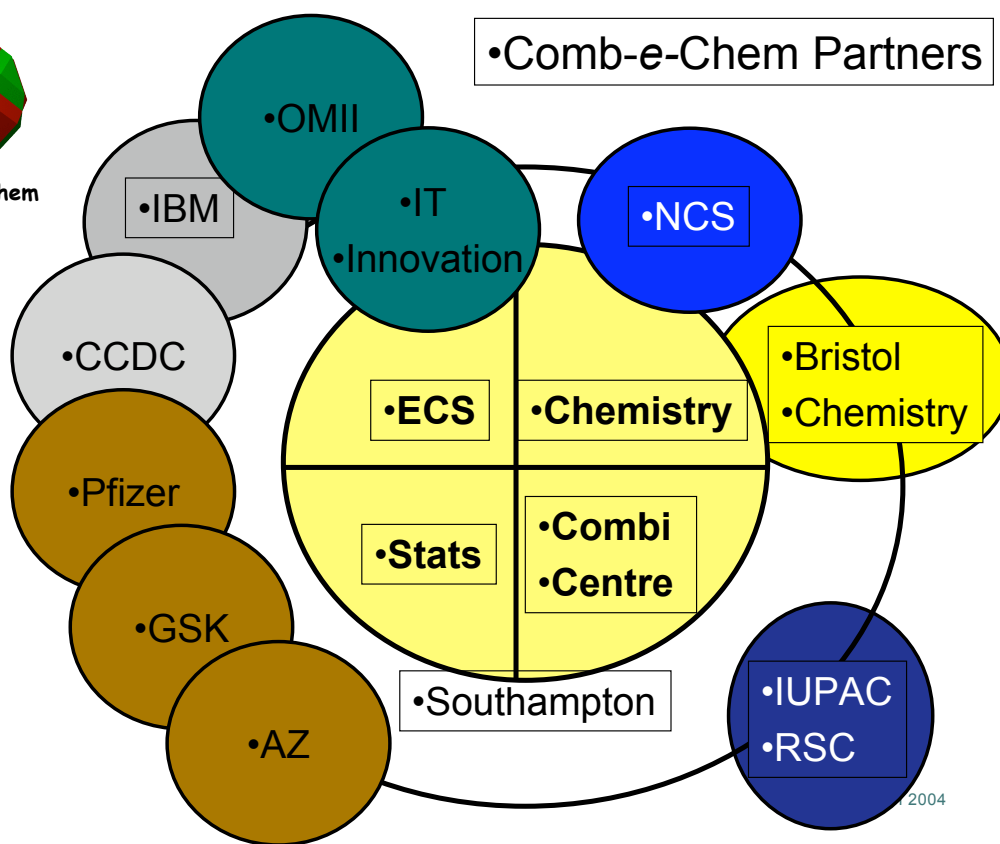 •Comb-e-Chem Partners
hem
•OMII
•IT
•Innovation
•IBM
•NCS
•CCDC
•Bristol
•Chemistry
•ECS
•Chemistry
•Pfizer
•Stats
•Combi
•Centre
•GSK
•Southampton
•IUPAC
•RSC
•AZ
2004